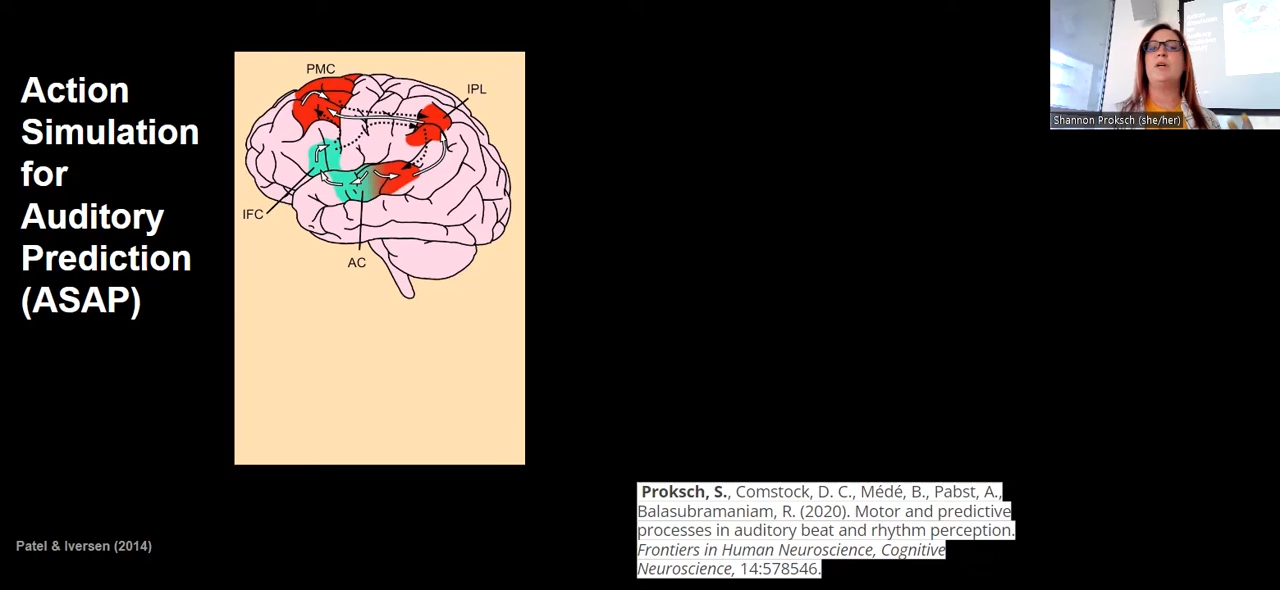 Action
Simulation
for
Auditory
Prediction
(ASAP)
PMC
IPL
IFC
AC
Shannon Proksch (she/her)
Proksch, S., Comstock, D. C., Médé, B., Pabst, A.,
Balasubramaniam, R. (2020). Motor and predictive
processes in auditory beat and rhythm perception.
Frontiers in Human Neuroscience, Cognitive
Neuroscience, 14:578546.
Patel & Iversen (2014)